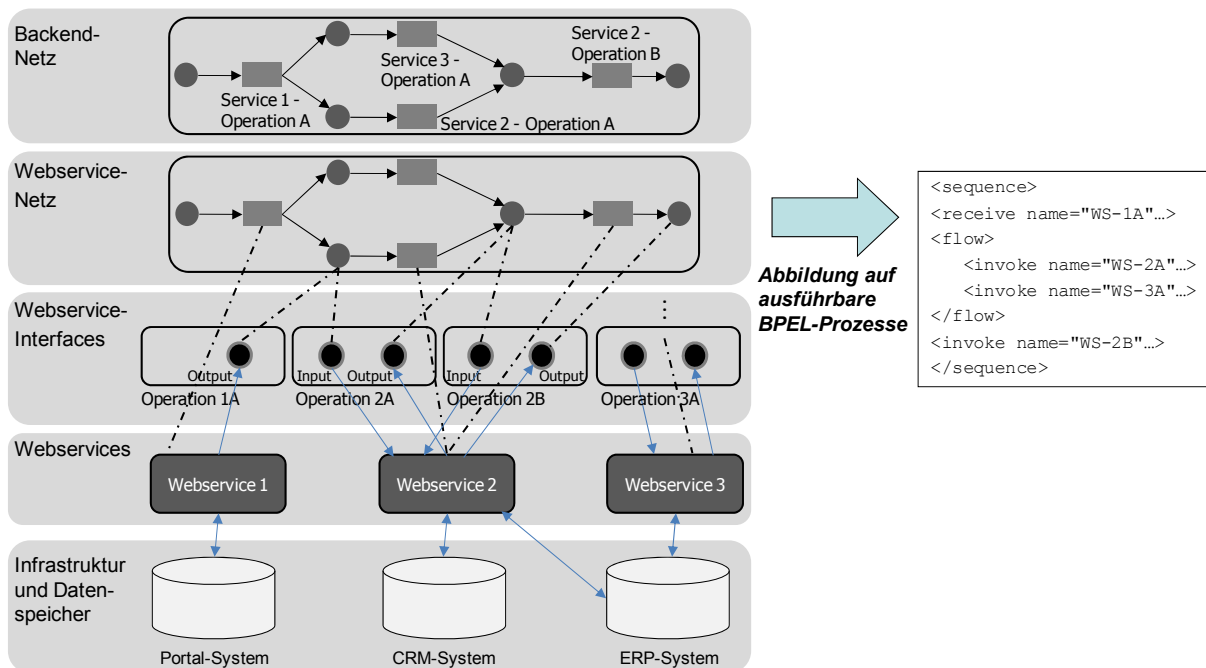 Backend-
Netz
Service 1 -
Operation A
Service 3 -
Operation A
Service 2 - Operation A
Service 2 -
Operation B
Webservice-
Netz
Webservice-
Interfaces
Output
Operation 1A
Input
Output
Operation 2A
Input
Output
Operation 2B
Operation 3A
Webservices
Webservice 1
Webservice 2
Webservice 3
Infrastruktur
und Daten-
speicher
Portal-System
CRM-System
ERP-System
Abbildung auf
ausführbare
BPEL-Prozesse
<sequence>
<receive name="WS-1A"…>
<flow>
<invoke name="WS-2A"…>
<invoke name="WS-3A"…>
</flow>
<invoke name="WS-2B"…>
</sequence>